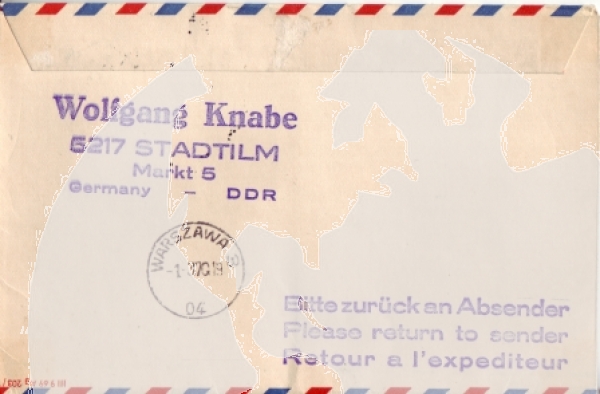 Wolfgang Knabe
5217 STADTILM
Markt 5
Germany – DDR
WARSZAWA
04
Bitte zurück an Absender
Please return to sender
Retour a l'expediteur